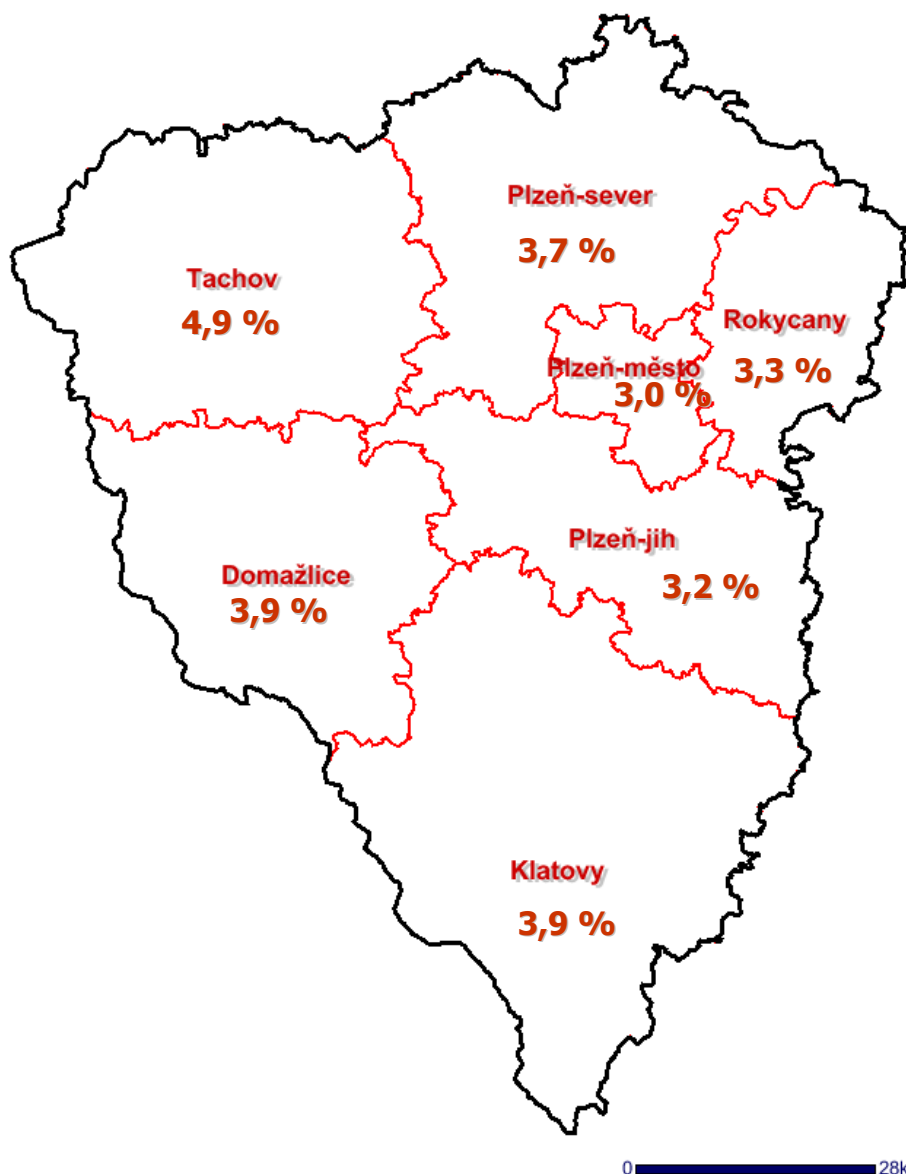 Plzeň-sever
3,7 %
Tachov
4,9 %
Rokycany
3,3 %
Plzeň-město
3,0 %
Plzeň-jih
3,2 %
Domažlice
3,9 %
Klatovy
3,9 %
0 28k